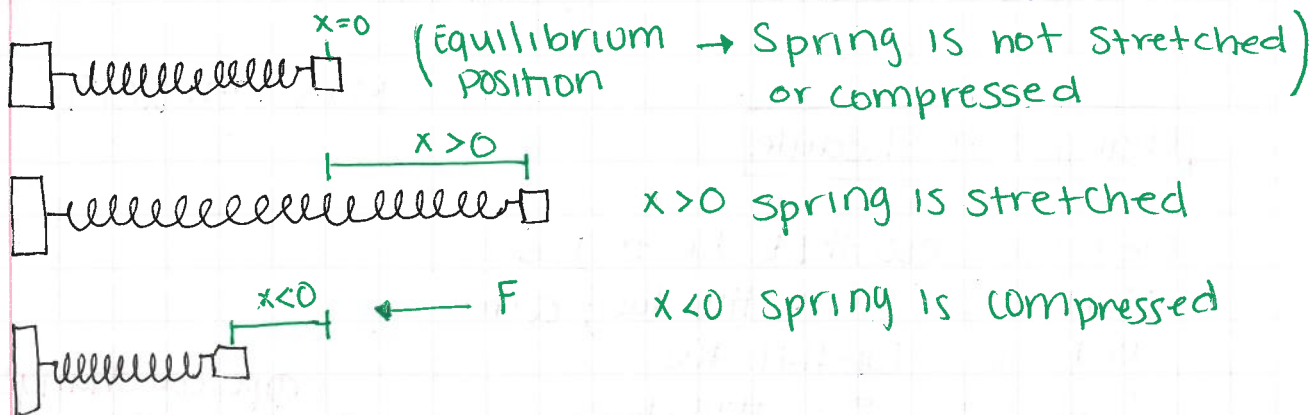 x=0
(Equilibrium → Spring is not stretched)
position or compressed
x>0
x>0 spring is stretched
x<0 ← F x<0 spring is compressed